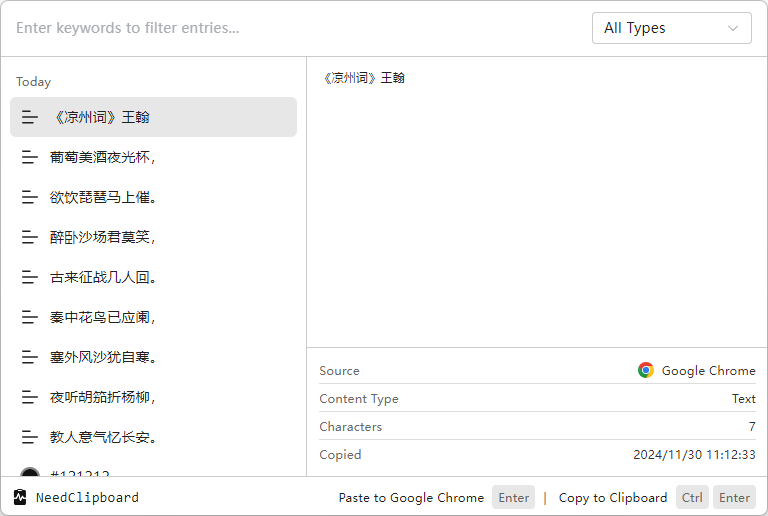 Enter keywords to filter entries...
All Types
Today
《凉州词》王翰
葡萄美酒夜光杯，
欲饮琵琶马上催。
醉卧沙场君莫笑，
古来征战几人回。
秦中花鸟已应阑，
塞外风沙犹自寒。
夜听胡笳折杨柳，
教人意气忆长安。
#121212
《凉州词》王翰
Source
Google Chrome
Content Type
Text
Characters
7
Copied
2024/11/30 11:12:33
NeedClipboard
Paste to Google Chrome Enter | Copy to Clipboard Ctrl Enter